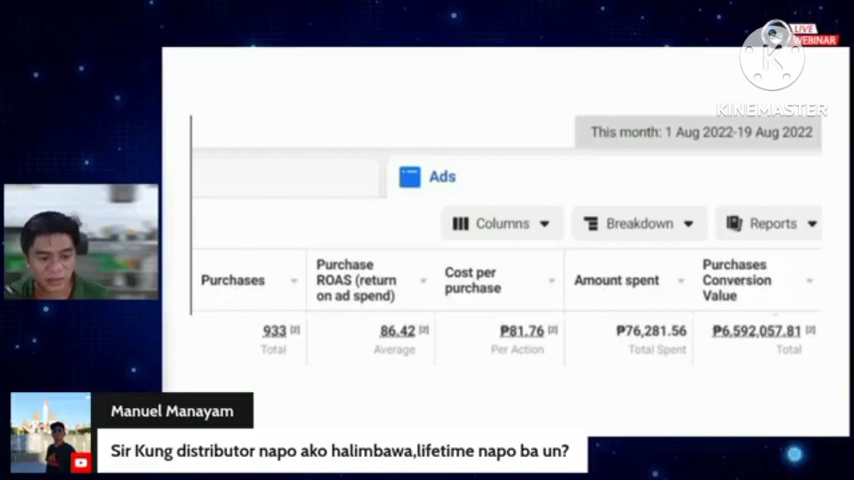 LIVE
WEBINAR
K
KINEMASTER
This month: 1 Aug 2022-19 Aug 2022
Ads
Columns
Breakdown
Reports
Purchases
Purchase
ROAS (return
on ad spend)
Cost per
purchase
Amount spent
Purchases
Conversion
Value
933 [2]
86.42 [2]
₱81.76 [2]
₱76,281.56
₱6,592,057.81 [2]
Total
Average
Per Action
Total Spent
Total
Manuel Manayam
Sir Kung distributor napo ako halimbawa,lifetime napo ba un?